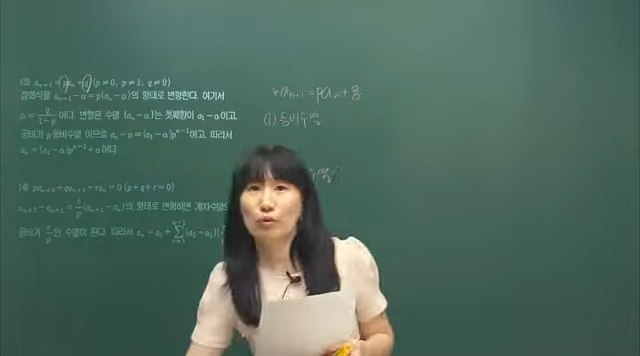 (3) aₙ₊₁ = paₙ + q (p ≠ 0, p ≠ 1, q ≠ 0)
점화식을 aₙ₊₁ − α = p(aₙ − α)의 형태로 변형한다. 여기서
α = q/(1−p) 이다. 변형된 수열 {aₙ − α}는 첫째항이 a₁ − α 이고,
공비가 p 등비수열 이므로 aₙ − α = (a₁ − α)pⁿ⁻¹이고, 따라서
aₙ = (a₁ − α)pⁿ⁻¹ + α이다
(4) paₙ₊₂ + qaₙ₊₁ + raₙ = 0 (p + q + r = 0)
aₙ₊₂ − aₙ₊₁ = r/p (aₙ₊₁ − aₙ)의 형태로 변형하면 계차수열의
공비가 r/p 인 수열이 된다. 따라서 aₙ = a₁ + Σ (a₂ − a₁)
* aₙ₊₁ = paₙ + q
(i) 등비수열